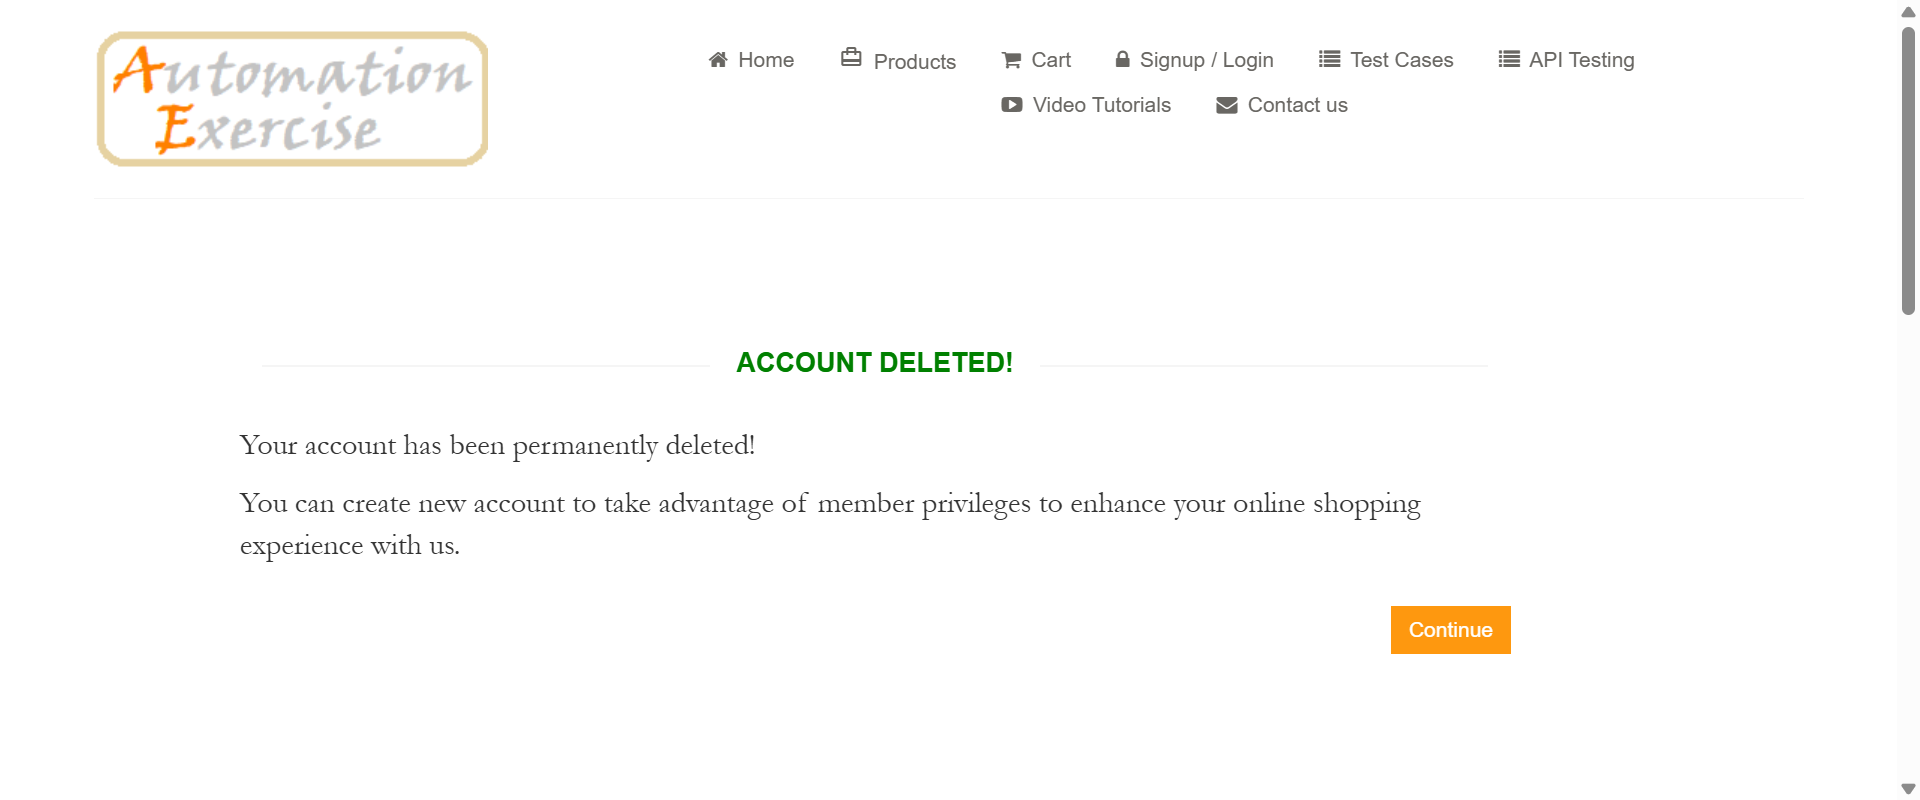 Automation
Exercise
Home Products Cart Signup / Login Test Cases API Testing
Video Tutorials Contact us
ACCOUNT DELETED!
Your account has been permanently deleted!
You can create new account to take advantage of member privileges to enhance your online shopping
experience with us.
Continue